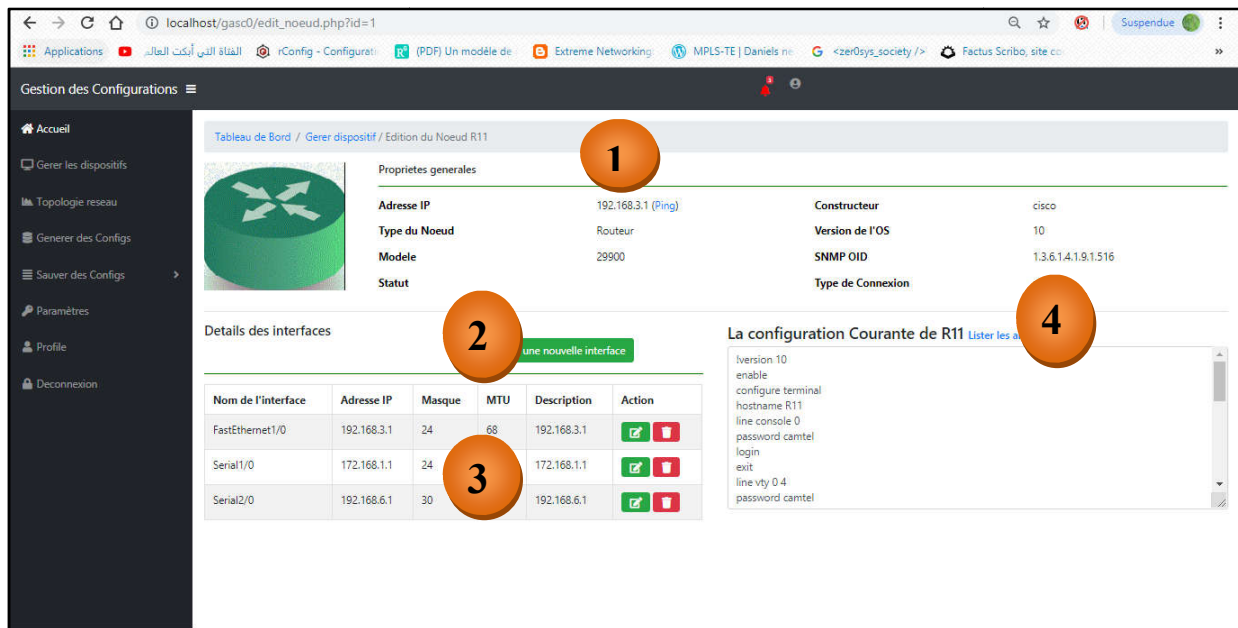 localhost/gasc0/edit_noeud.php?id=1
Suspendue
Applications
الفتاة التي أبكت العالـ
rConfig - Configurati
(PDF) Un modèle de
Extreme Networking:
MPLS-TE | Daniels ne
<zer0sys_society />
Factus Scribo, site co
»
Gestion des Configurations
3
Accueil
Gerer les dispositifs
Topologie reseau
Generer des Configs
Sauver des Configs
Paramètres
Profile
Deconnexion
Tableau de Bord / Gerer dispositif / Edition du Noeud R11
1
Proprietes generales
Adresse IP 192.168.3.1 (Ping) Constructeur cisco
Type du Noeud Routeur Version de l'OS 10
Modele 29900 SNMP OID 1.3.6.1.4.1.9.1.516
Statut Type de Connexion
Details des interfaces
2
une nouvelle interface
Nom de l'interface Adresse IP Masque MTU Description Action
FastEthernet1/0 192.168.3.1 24 68 192.168.3.1
Serial1/0 172.168.1.1 24 172.168.1.1
3
Serial2/0 192.168.6.1 30 192.168.6.1
La configuration Courante de R11 Lister les
4
!version 10
enable
configure terminal
hostname R11
line console 0
password camtel
login
exit
line vty 0 4
password camtel